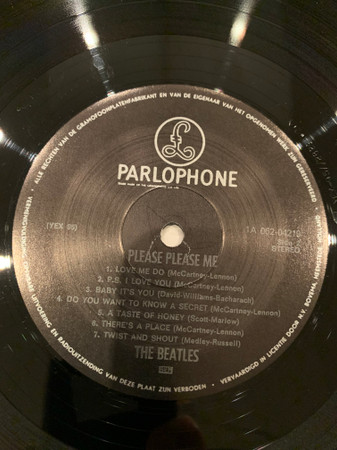 ALLE RECHTEN VAN DE GRAMOFOONPLATENFABRIKANT EN VAN DE EIGENAAR VAN HET OPGENOMEN WERK ZIJN GERESERVEERD
£
PARLOPHONE
(YEX 95)
1A 062-04219
STEREO
PLEASE PLEASE ME
1. LOVE ME DO (McCartney-Lennon)
2. P.S. I LOVE YOU (McCartney-Lennon)
3. BABY IT'S YOU (David-Williams-Bacharach)
4. DO YOU WANT TO KNOW A SECRET (McCartney-Lennon)
5. A TASTE OF HONEY (Scott-Marlow)
6. THERE'S A PLACE (McCartney-Lennon)
7. TWIST AND SHOUT (Medley-Russell)
THE BEATLES
EMI
UITVOERING EN RADIOUITZENDING VAN DEZE PLAAT ZIJN VERBODEN
VERVAARDIGD IN LICENTIE DOOR N.V. BOVEMA, HEEMSTEDE, HOLLAND